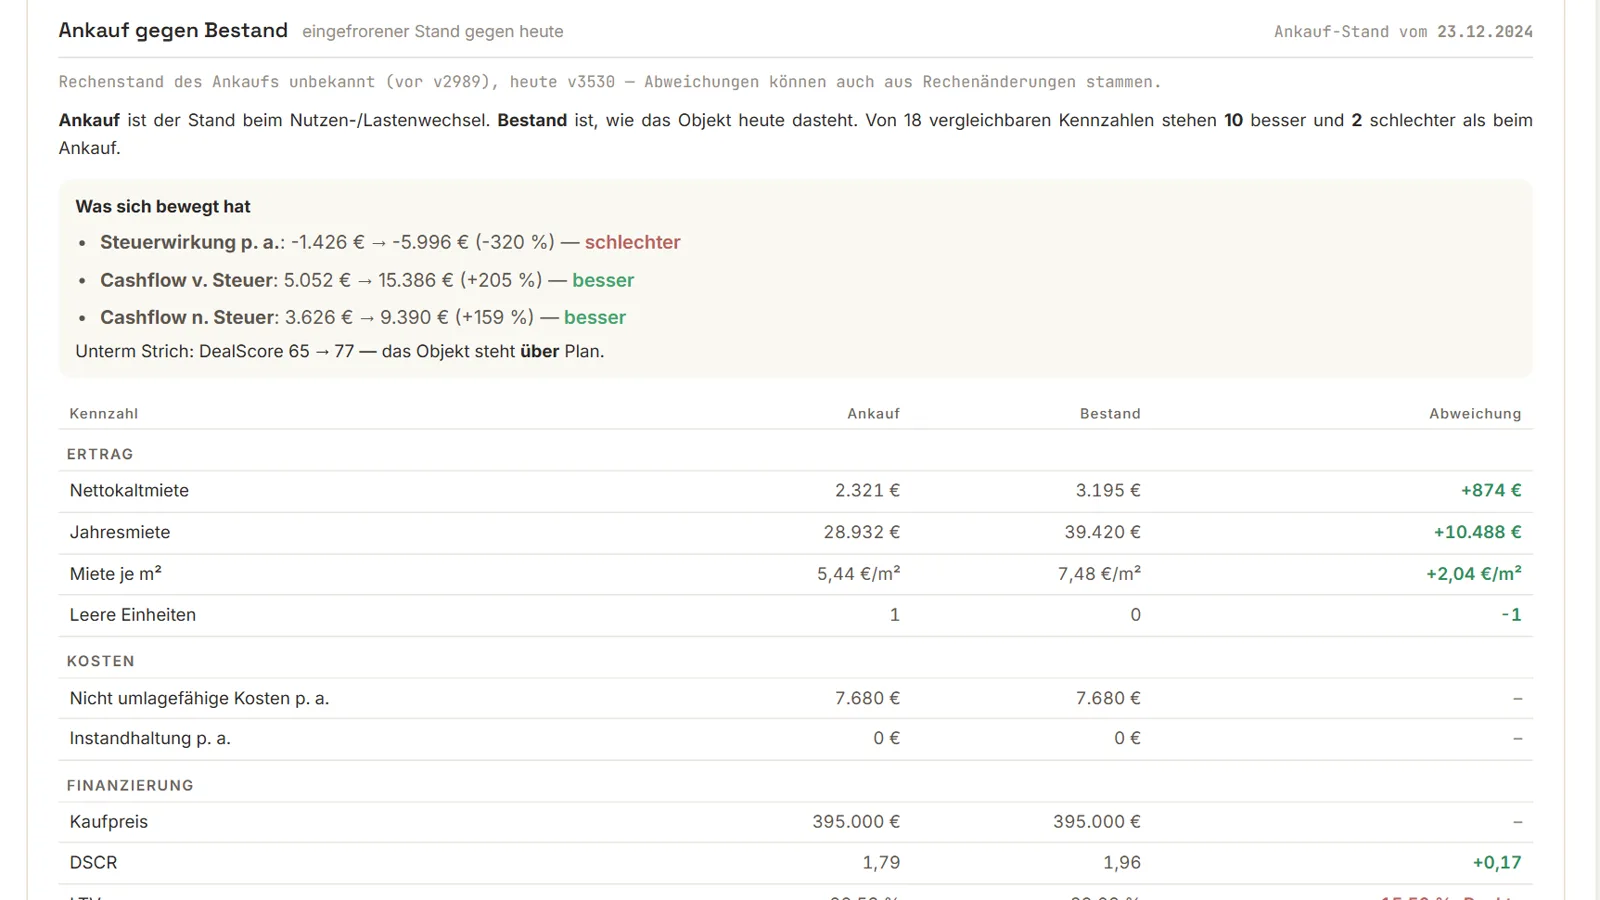 Ankauf gegen Bestand eingefrorener Stand gegen heute Ankauf-Stand vom 23.12.2024
Rechenstand des Ankaufs unbekannt (vor v2989), heute v3530 — Abweichungen können auch aus Rechenänderungen stammen.
Ankauf ist der Stand beim Nutzen-/Lastenwechsel. Bestand ist, wie das Objekt heute dasteht. Von 18 vergleichbaren Kennzahlen stehen 10 besser und 2 schlechter als beim
Ankauf.
Was sich bewegt hat
• Steuerwirkung p. a.: -1.426 € → -5.996 € (-320 %) — schlechter
• Cashflow v. Steuer: 5.052 € → 15.386 € (+205 %) — besser
• Cashflow n. Steuer: 3.626 € → 9.390 € (+159 %) — besser
Unterm Strich: DealScore 65 → 77 — das Objekt steht über Plan.
Kennzahl Ankauf Bestand Abweichung
ERTRAG
Nettokaltmiete 2.321 € 3.195 € +874 €
Jahresmiete 28.932 € 39.420 € +10.488 €
Miete je m² 5,44 €/m² 7,48 €/m² +2,04 €/m²
Leere Einheiten 1 0 -1
KOSTEN
Nicht umlagefähige Kosten p. a. 7.680 € 7.680 € –
Instandhaltung p. a. 0 € 0 € –
FINANZIERUNG
Kaufpreis 395.000 € 395.000 € –
DSCR 1,79 1,96 +0,17